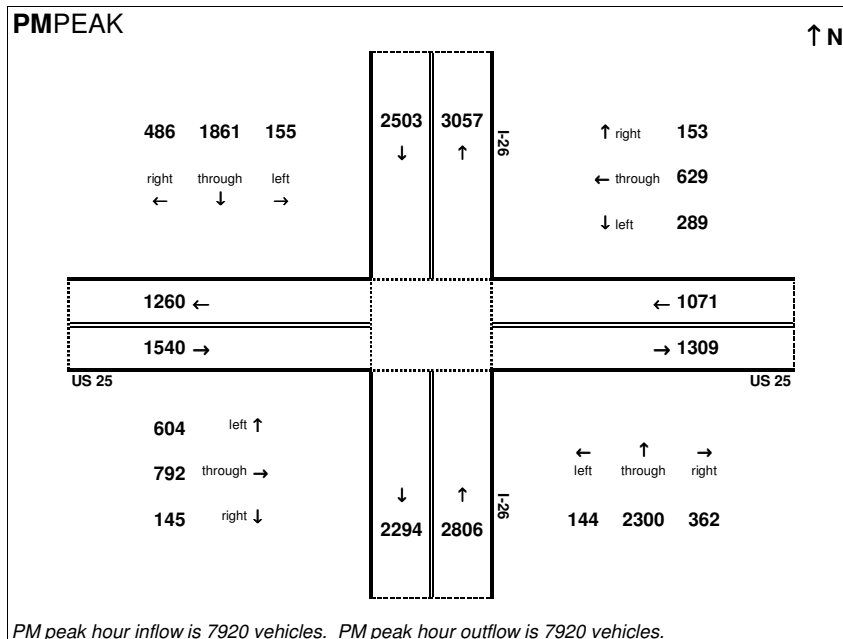 PM PEAK
↑ N
486 1861 155
right through left
← ↓ →
2503 3057
↓ ↑
I-26
↑ right 153
← through 629
↓ left 289
1260 ←
← 1071
1540 →
→ 1309
US 25
US 25
604 left ↑
792 through →
145 right ↓
↓ ↑
2294 2806
I-26
← ↑ →
left through right
144 2300 362
PM peak hour inflow is 7920 vehicles. PM peak hour outflow is 7920 vehicles.